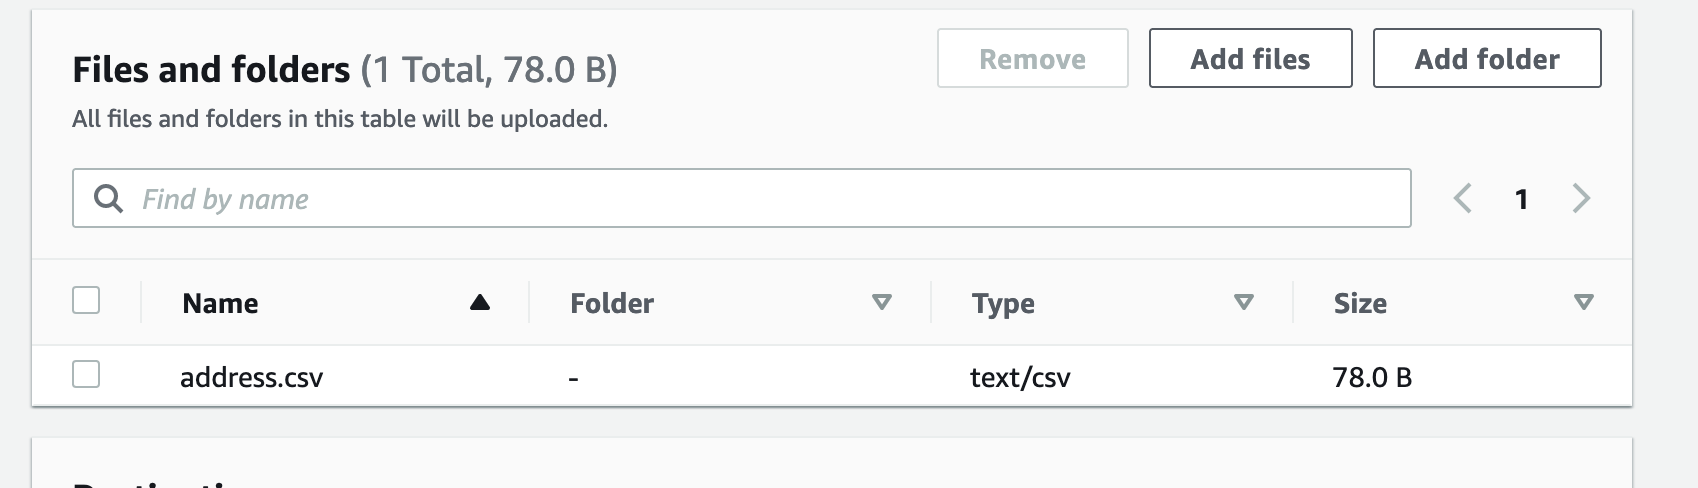 Files and folders (1 Total, 78.0 B)
Remove
Add files
Add folder
All files and folders in this table will be uploaded.
Find by name
1
Name Folder Type Size
address.csv - text/csv 78.0 B